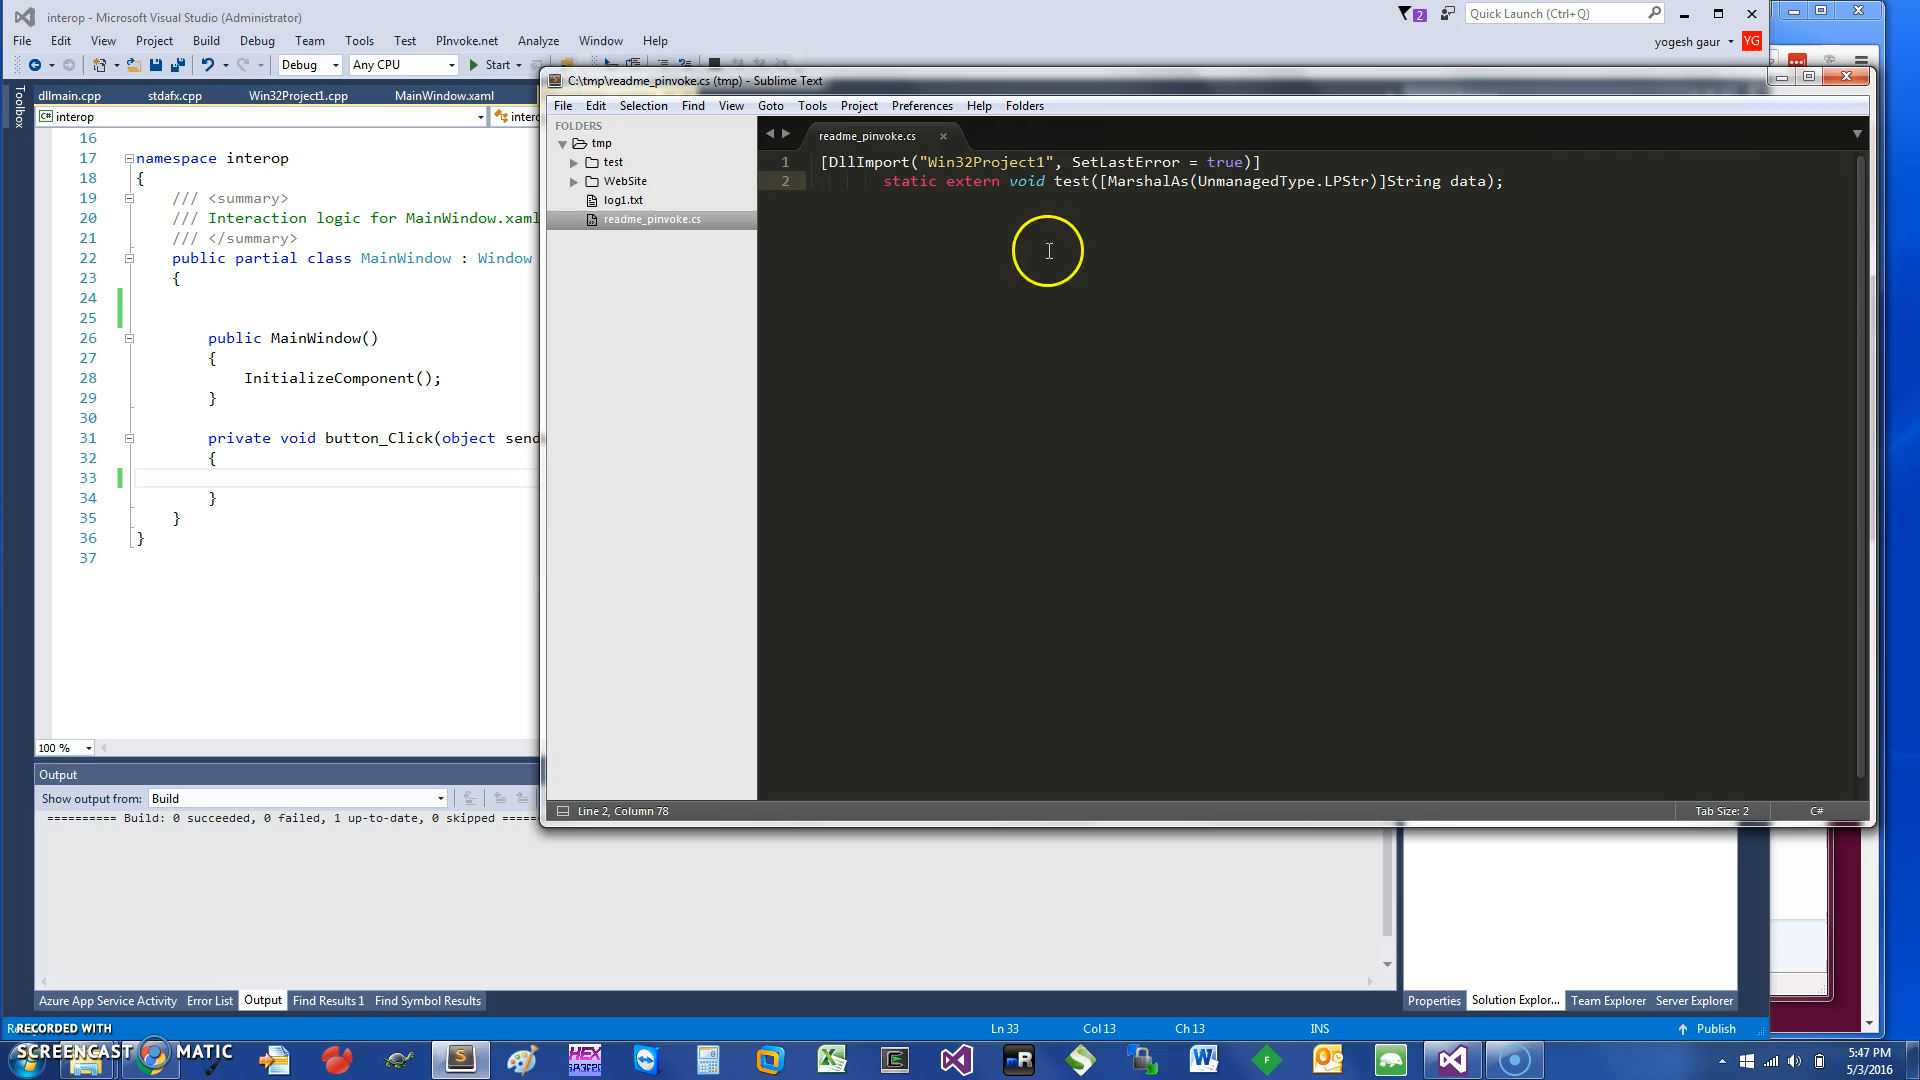 interop - Microsoft Visual Studio (Administrator)
2
Quick Launch (Ctrl+Q)
File Edit View Project Build Debug Team Tools Test PInvoke.net Analyze Window Help
yogesh gaur YG
Debug Any CPU Start
Toolbox
dllmain.cpp stdafx.cpp Win32Project1.cpp MainWindow.xaml
C# interop
16
17 namespace interop
18 {
19 /// <summary>
20 /// Interaction logic for MainWindow.xaml
21 /// </summary>
22 public partial class MainWindow : Window
23 {
24
25
26 public MainWindow()
27 {
28 InitializeComponent();
29 }
30
31 private void button_Click(object send
32 {
33
34 }
35 }
36 }
37
100 %
Output
Show output from: Build
========== Build: 0 succeeded, 0 failed, 1 up-to-date, 0 skipped
C:\tmp\readme_pinvoke.cs (tmp) - Sublime Text
File Edit Selection Find View Goto Tools Project Preferences Help Folders
FOLDERS
tmp
test
WebSite
log1.txt
readme_pinvoke.cs
readme_pinvoke.cs
1 [DllImport("Win32Project1", SetLastError = true)]
2 static extern void test([MarshalAs(UnmanagedType.LPStr)]String data);
Line 2, Column 78 Tab Size: 2 C#
Azure App Service Activity Error List Output Find Results 1 Find Symbol Results
Properties Solution Explor... Team Explorer Server Explorer
Ln 33 Col 13 Ch 13 INS Publish
RECORDED WITH
SCREENCAST MATIC
5:47 PM
5/3/2016